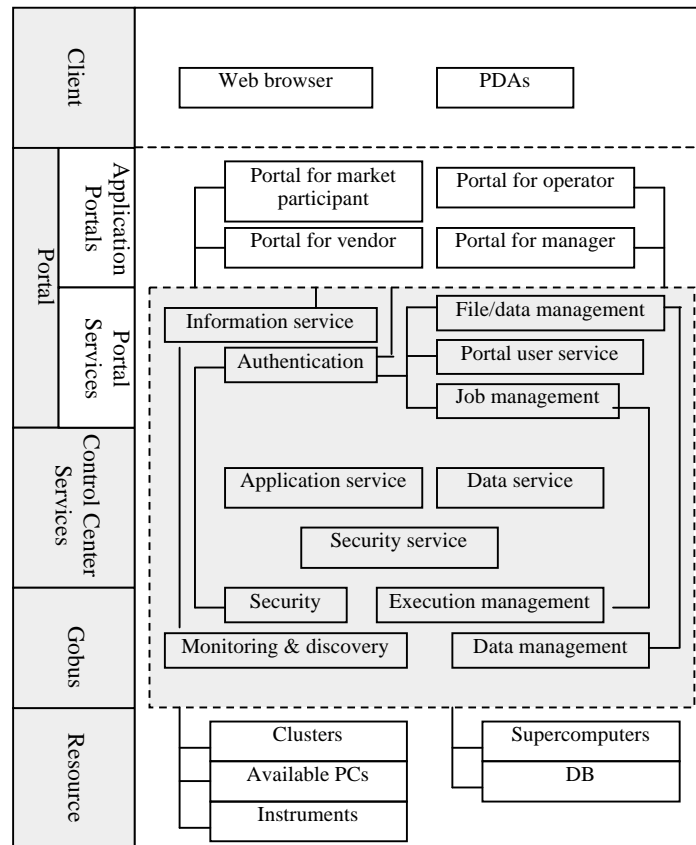 Client
Web browser
PDAs
Portal
Application
Portals
Portal for market
participant
Portal for operator
Portal for vendor
Portal for manager
Portal
Services
Information service
File/data management
Authentication
Portal user service
Job management
Control Center
Services
Application service
Data service
Security service
Gobus
Security
Execution management
Monitoring & discovery
Data management
Resource
Clusters
Supercomputers
Available PCs
DB
Instruments